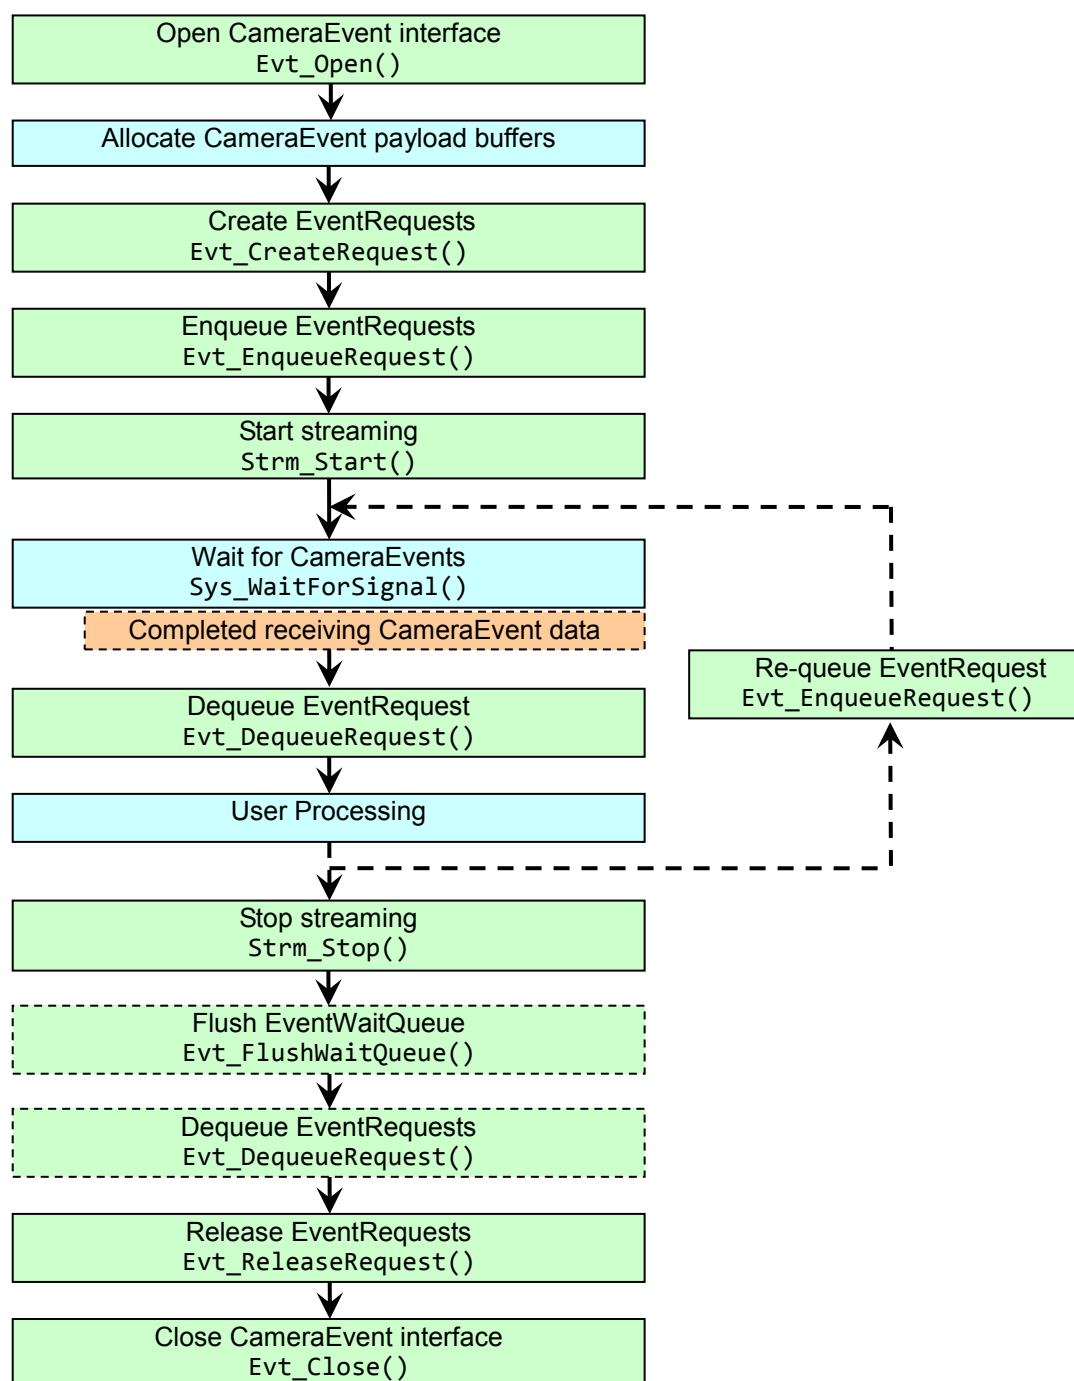 Open CameraEvent interface
Evt_Open()
Allocate CameraEvent payload buffers
Create EventRequests
Evt_CreateRequest()
Enqueue EventRequests
Evt_EnqueueRequest()
Start streaming
Strm_Start()
Wait for CameraEvents
Sys_WaitForSignal()
Completed receiving CameraEvent data
Re-queue EventRequest
Evt_EnqueueRequest()
Dequeue EventRequest
Evt_DequeueRequest()
User Processing
Stop streaming
Strm_Stop()
Flush EventWaitQueue
Evt_FlushWaitQueue()
Dequeue EventRequests
Evt_DequeueRequest()
Release EventRequests
Evt_ReleaseRequest()
Close CameraEvent interface
Evt_Close()